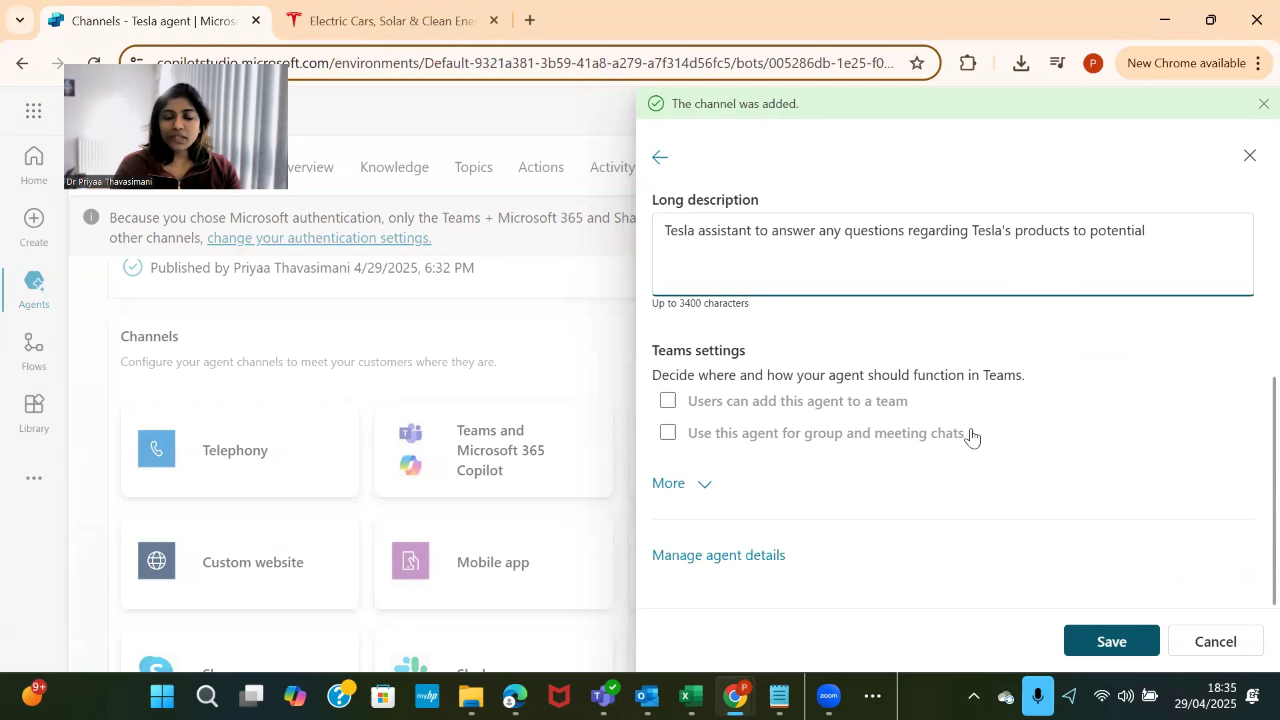 Channels - Tesla agent | Micros
Electric Cars, Solar & Clean Ene
copilotstudio.microsoft.com/environments/Default-9321a381-3b59-41a8-a279-a7f314d56fc5/bots/005286db-1e25-f0...
P
New Chrome available
The channel was added.
Dr Priyaa Thavasimani
verview
Knowledge
Topics
Actions
Activity
Home
Create
Agents
Flows
Library
Because you chose Microsoft authentication, only the Teams + Microsoft 365 and Sha
other channels, change your authentication settings.
Published by Priyaa Thavasimani 4/29/2025, 6:32 PM
Channels
Configure your agent channels to meet your customers where they are.
Telephony
Teams and
Microsoft 365
Copilot
Custom website
Mobile app
Long description
Tesla assistant to answer any questions regarding Tesla's products to potential
Up to 3400 characters
Teams settings
Decide where and how your agent should function in Teams.
Users can add this agent to a team
Use this agent for group and meeting chats
More
Manage agent details
Save
Cancel
9+
myhp
zoom
18:35
29/04/2025